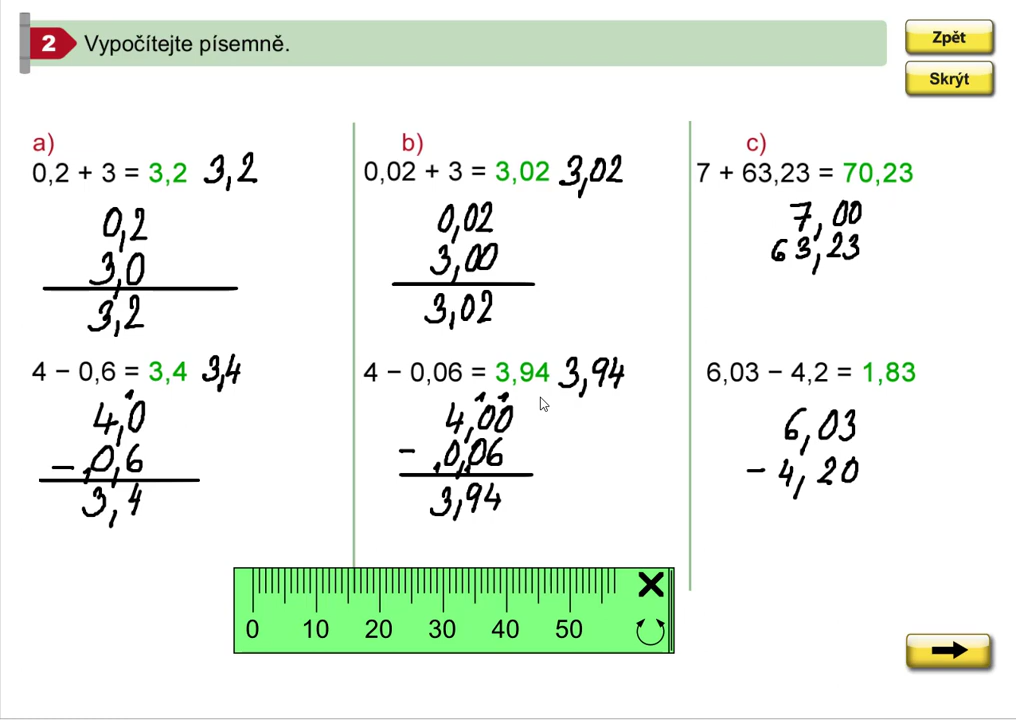 2 Vypočítejte písemně.
Zpět
Skrýt
a)
0,2 + 3 = 3,2 3,2
0,2
3,0
3,2
4 − 0,6 = 3,4 3,4
4,0
− 0,6
3,4
b)
0,02 + 3 = 3,02 3,02
0,02
3,00
3,02
4 − 0,06 = 3,94 3,94
4,00
− 0,06
3,94
c)
7 + 63,23 = 70,23
7,00
63,23
6,03 − 4,2 = 1,83
6,03
− 4,20
0 10 20 30 40 50